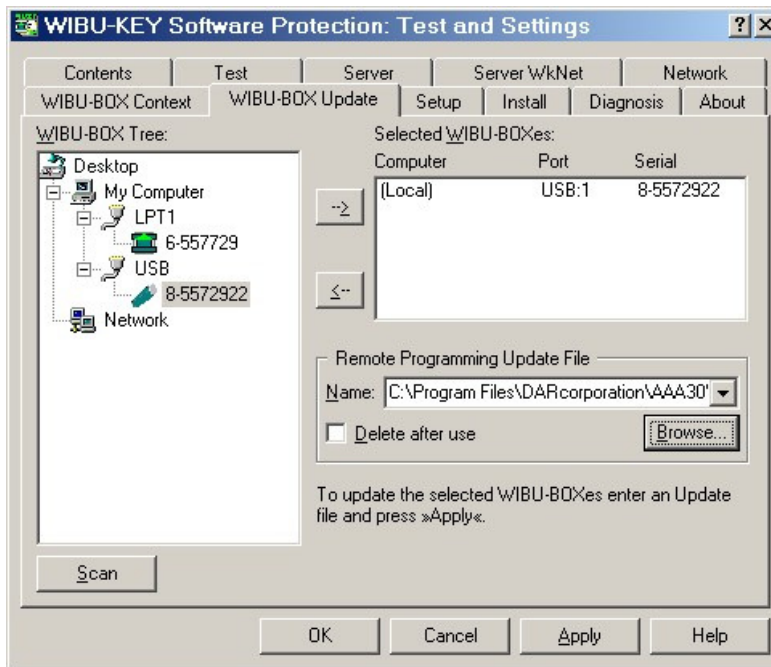 WIBU-KEY Software Protection: Test and Settings
Contents Test Server Server WkNet Network
WIBU-BOX Context WIBU-BOX Update Setup Install Diagnosis About
WIBU-BOX Tree:
Desktop
My Computer
LPT1
6-557729
USB
8-5572922
Network
Scan
-->
<--
Selected WIBU-BOXes:
Computer Port Serial
(Local) USB:1 8-5572922
Remote Programming Update File
Name: C:\Program Files\DARcorporation\AAA30'
Delete after use
Browse...
To update the selected WIBU-BOXes enter an Update
file and press »Apply«.
OK Cancel Apply Help